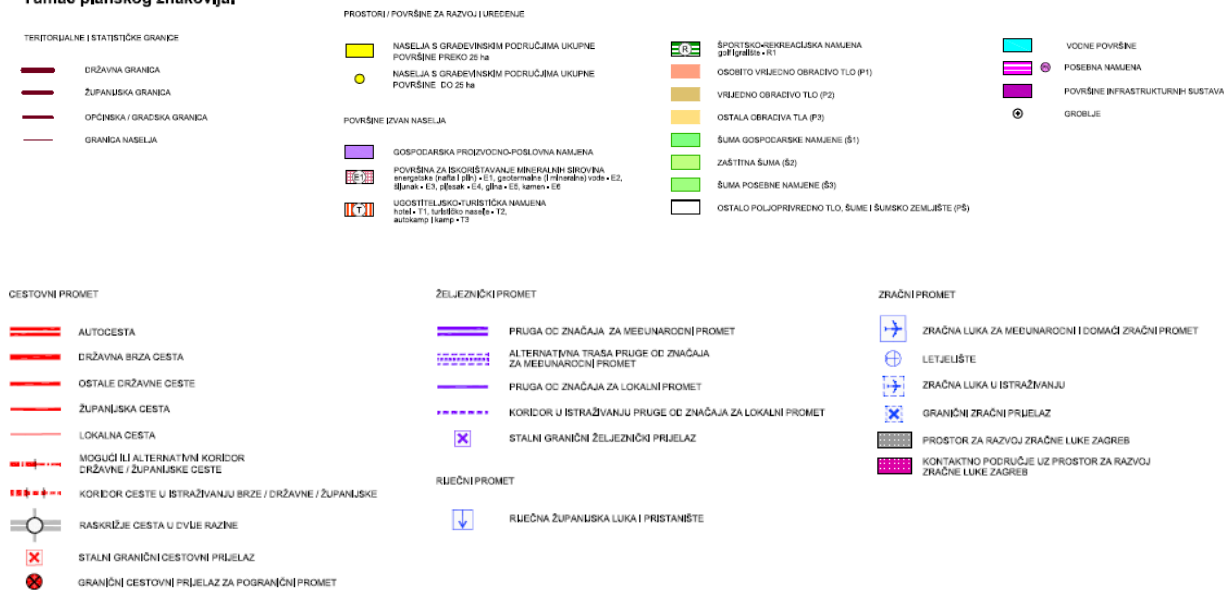 Tumač planskog znakovlja:
TERITORIJALNE I STATISTIČKE GRANICE
DRŽAVNA GRANICA
ŽUPANIJSKA GRANICA
OPĆINSKA / GRADSKA GRANICA
GRANICA NASELJA
PROSTORI / POVRŠINE ZA RAZVOJ I UREĐENJE
NASELJA S GRAĐEVINSKIM PODRUČJIMA UKUPNE
POVRŠINE PREKO 25 ha
NASELJA S GRAĐEVINSKIM PODRUČJIMA UKUPNE
POVRŠINE DO 25 ha
POVRŠINE IZVAN NASELJA
GOSPODARSKA PROIZVODNO-POSLOVNA NAMJENA
E1
POVRŠINA ZA ISKORIŠTAVANJE MINERALNIH SIROVINA
energetske (nafta i plin) • E1, geotermalne (i mineralne) vode • E2,
šljunak • E3, pijesak • E4, glina • E5, kamen • E6
T
UGOSTITELJSKO-TURISTIČKA NAMJENA
hotel • T1, turističko naselje • T2,
autokamp i kamp • T3
R
ŠPORTSKO-REKREACIJSKA NAMJENA
golf igralište • R1
OSOBITO VRIJEDNO OBRADIVO TLO (P1)
VRIJEDNO OBRADIVO TLO (P2)
OSTALA OBRADIVA TLA (P3)
ŠUMA GOSPODARSKE NAMJENE (Š1)
ZAŠTITNA ŠUMA (Š2)
ŠUMA POSEBNE NAMJENE (Š3)
OSTALO POLJOPRIVREDNO TLO, ŠUME I ŠUMSKO ZEMLJIŠTE (PŠ)
VODNE POVRŠINE
POSEBNA NAMJENA
POVRŠINE INFRASTRUKTURNIH SUSTAVA
GROBLJE
CESTOVNI PROMET
AUTOCESTA
DRŽAVNA BRZA CESTA
OSTALE DRŽAVNE CESTE
ŽUPANIJSKA CESTA
LOKALNA CESTA
MOGUĆI ILI ALTERNATIVNI KORIDOR
DRŽAVNE / ŽUPANIJSKE CESTE
KORIDOR CESTE U ISTRAŽIVANJU BRZE / DRŽAVNE / ŽUPANIJSKE
RASKRIŽJE CESTA U DVIJE RAZINE
STALNI GRANIČNI CESTOVNI PRIJELAZ
GRANIČNI CESTOVNI PRIJELAZ ZA POGRANIČNI PROMET
ŽELJEZNIČKI PROMET
PRUGA OD ZNAČAJA ZA MEĐUNARODNI PROMET
ALTERNATIVNA TRASA PRUGE OD ZNAČAJA
ZA MEĐUNARODNI PROMET
PRUGA OD ZNAČAJA ZA LOKALNI PROMET
KORIDOR U ISTRAŽIVANJU PRUGE OD ZNAČAJA ZA LOKALNI PROMET
STALNI GRANIČNI ŽELJEZNIČKI PRIJELAZ
RIJEČNI PROMET
RIJEČNA ŽUPANIJSKA LUKA I PRISTANIŠTE
ZRAČNI PROMET
ZRAČNA LUKA ZA MEĐUNARODNI I DOMAĆI ZRAČNI PROMET
LETJELIŠTE
ZRAČNA LUKA U ISTRAŽIVANJU
GRANIČNI ZRAČNI PRIJELAZ
PROSTOR ZA RAZVOJ ZRAČNE LUKE ZAGREB
KONTAKTNO PODRUČJE UZ PROSTOR ZA RAZVOJ
ZRAČNE LUKE ZAGREB